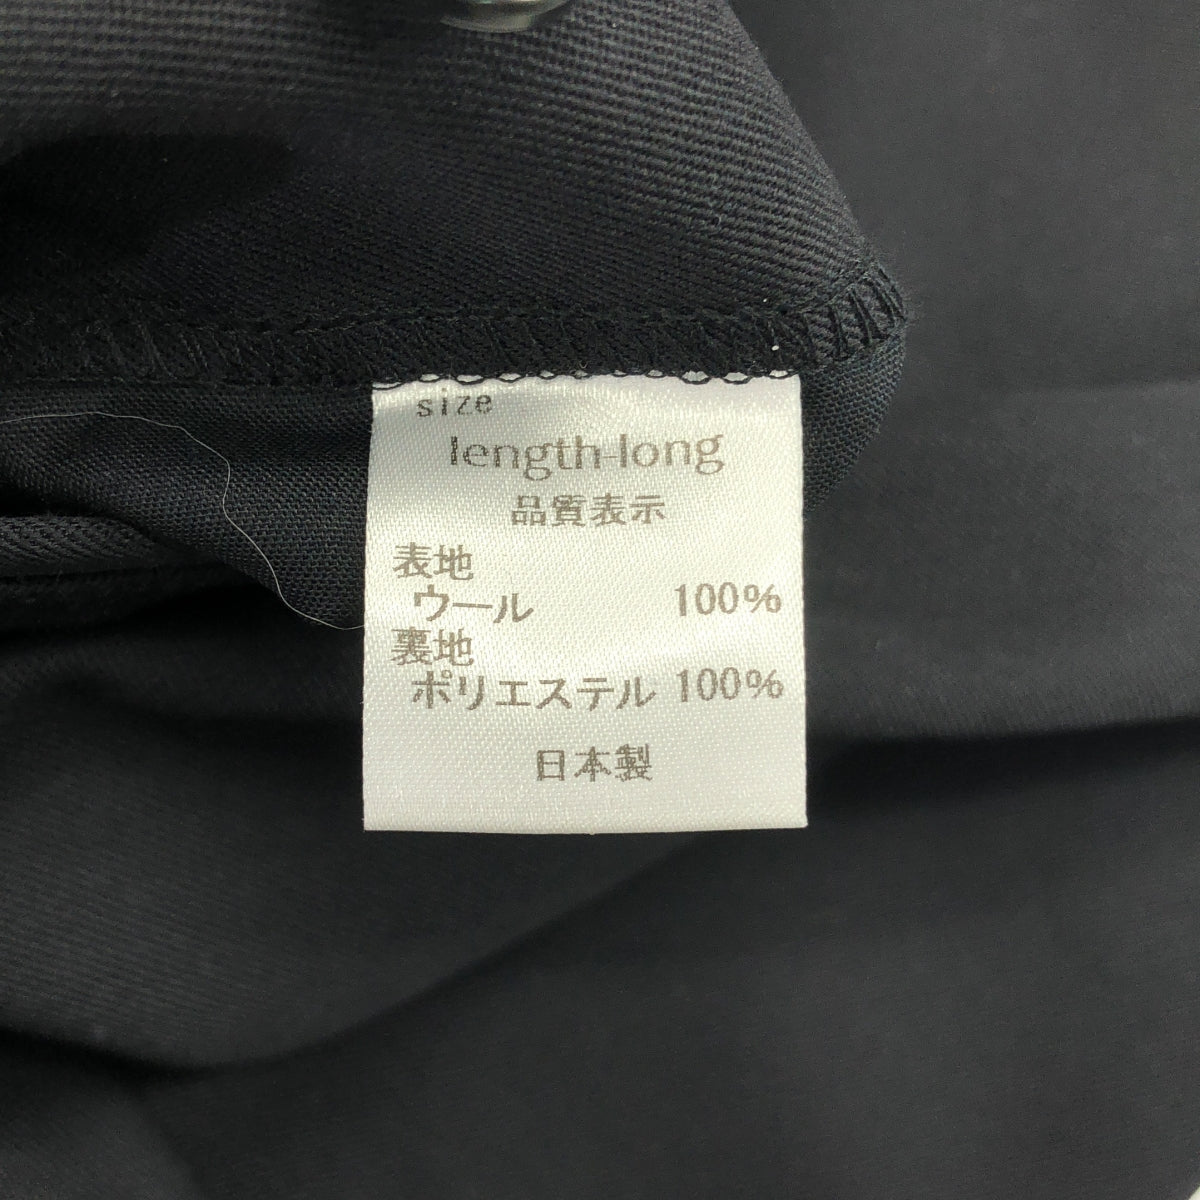 size
length-long
品質表示
表地
ウール 100%
裏地
ポリエステル 100%
日本製